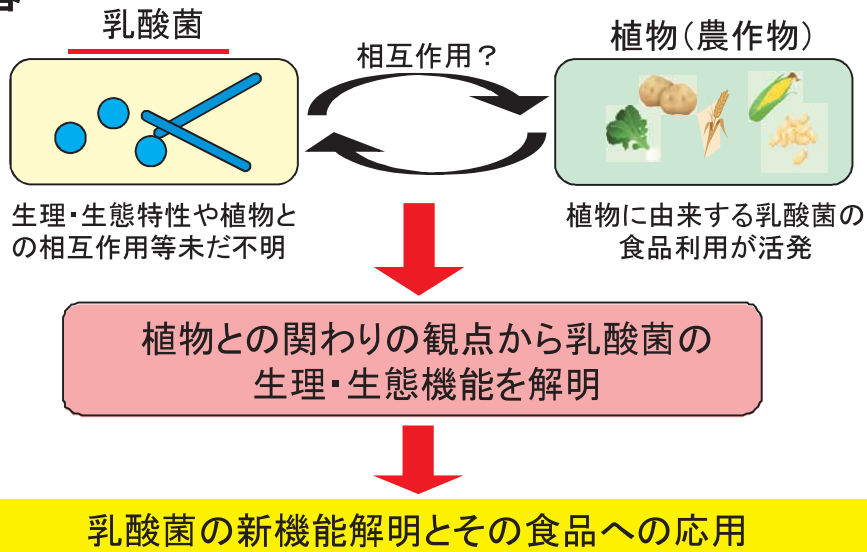 乳酸菌
相互作用？
植物（農作物）
生理・生態特性や植物と
の相互作用等未だ不明
植物に由来する乳酸菌の
食品利用が活発
植物との関わりの観点から乳酸菌の
生理・生態機能を解明
乳酸菌の新機能解明とその食品への応用